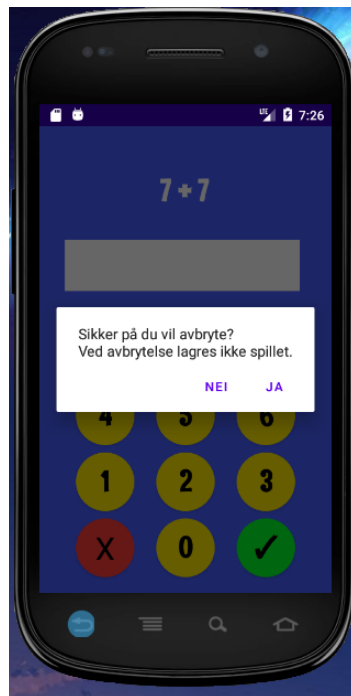 LTE 7:26
7+7
Sikker på du vil avbryte?
Ved avbrytelse lagres ikke spillet.
NEI JA
4 5 6
1 2 3
X 0 ✓